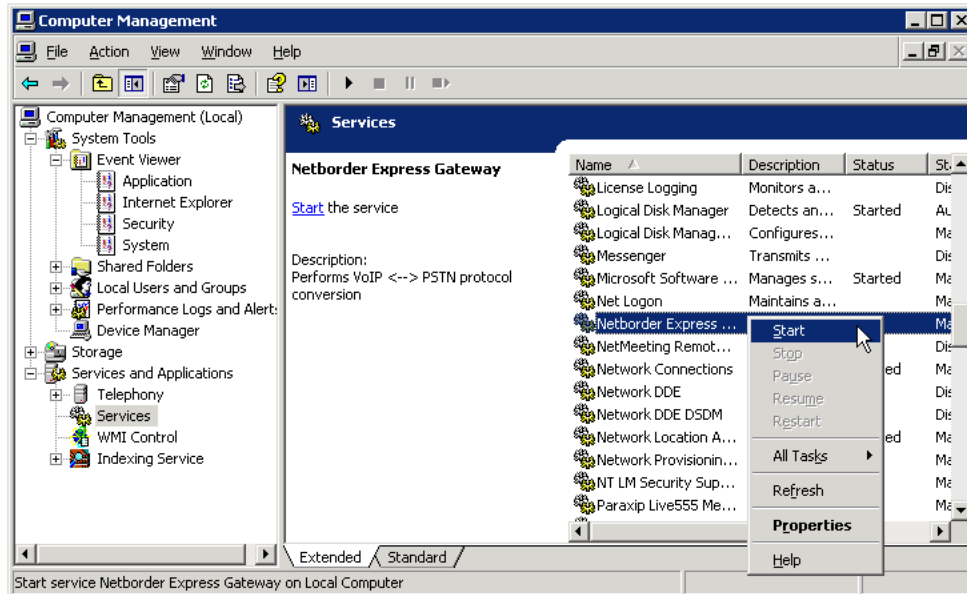 Computer Management
File Action View Window Help
Computer Management (Local)
System Tools
Event Viewer
Application
Internet Explorer
Security
System
Shared Folders
Local Users and Groups
Performance Logs and Alert
Device Manager
Storage
Services and Applications
Telephony
Services
WMI Control
Indexing Service
Services
Netborder Express Gateway
Start the service
Description:
Performs VoIP <--> PSTN protocol
conversion
Name Description Status St
License Logging Monitors a... Dis
Logical Disk Manager Detects an... Started Au
Logical Disk Manag... Configures... Ma
Messenger Transmits ... Dis
Microsoft Software ... Manages s... Started Ma
Net Logon Maintains a... Ma
Netborder Express ... Ma
NetMeeting Remot... Dis
Network Connections ed Ma
Network DDE Dis
Network DDE DSDM Dis
Network Location A... ed Ma
Network Provisionin... Ma
NT LM Security Sup... Ma
Paraxip Live555 Me... Ma
Start
Stop
Pause
Resume
Restart
All Tasks
Refresh
Properties
Help
Extended Standard
Start service Netborder Express Gateway on Local Computer